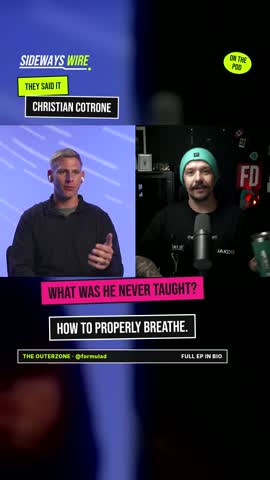 SIDEWAYS WIRE.
ON THE
POD
THEY SAID IT
CHRISTIAN COTRONE
FD
WHAT WAS HE NEVER TAUGHT?
HOW TO PROPERLY BREATHE.
THE OUTERZONE - @formulad
FULL EP IN BIO